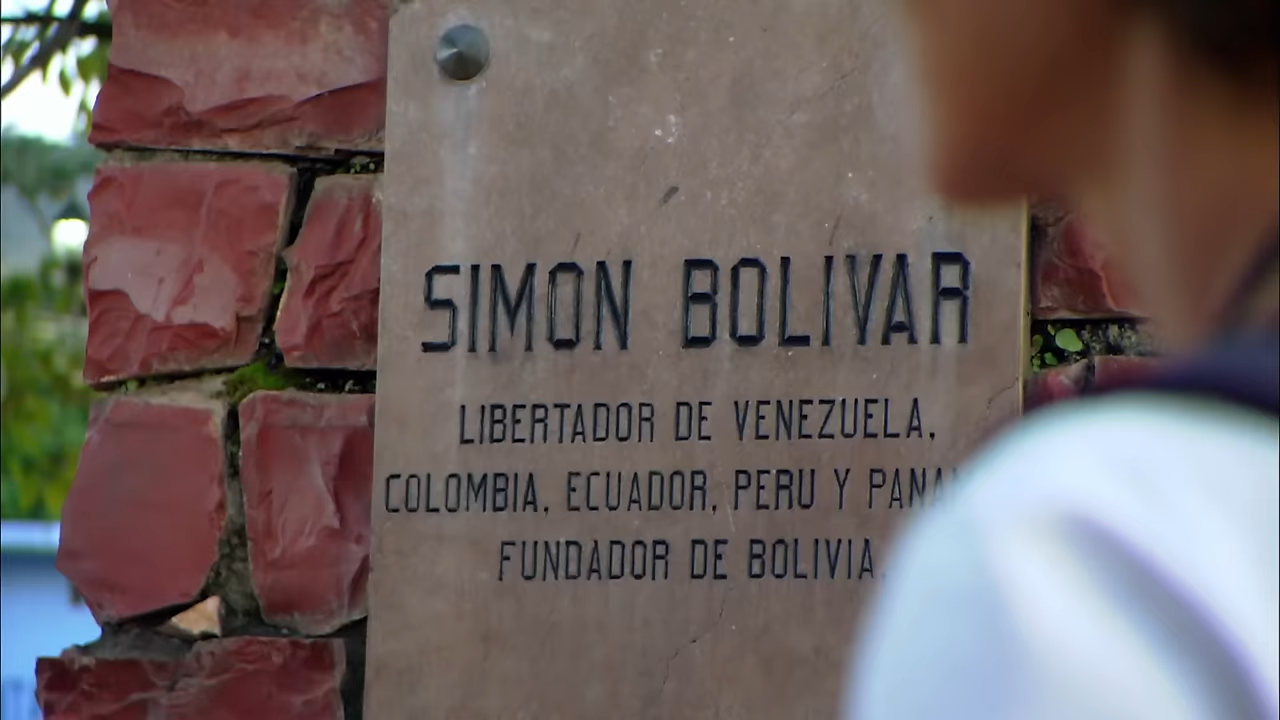 SIMON BOLIVAR
LIBERTADOR DE VENEZUELA,
COLOMBIA, ECUADOR, PERU Y
FUNDADOR DE BOLIVIA.